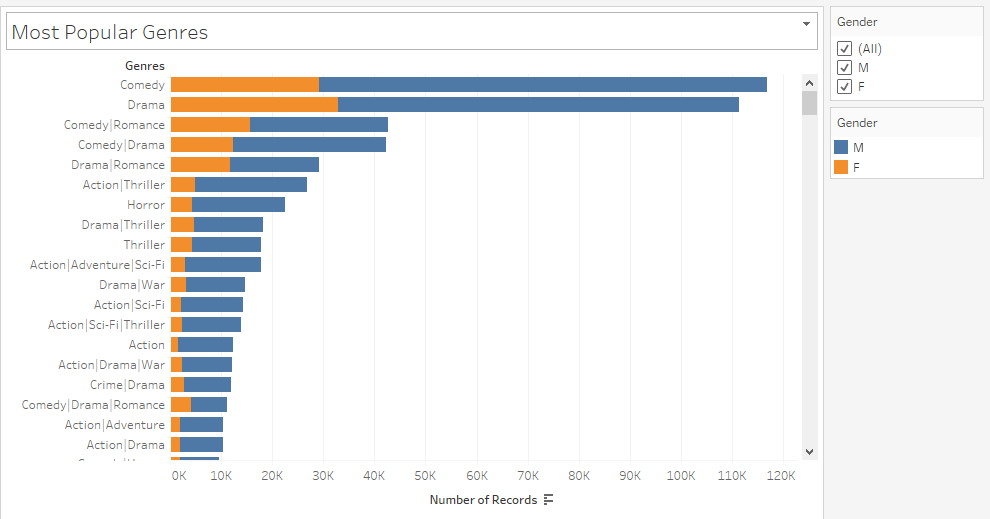 Most Popular Genres
Genres
Comedy
Drama
Comedy|Romance
Comedy|Drama
Drama|Romance
Action|Thriller
Horror
Drama|Thriller
Thriller
Action|Adventure|Sci-Fi
Drama|War
Action|Sci-Fi
Action|Sci-Fi|Thriller
Action
Action|Drama|War
Crime|Drama
Comedy|Drama|Romance
Action|Adventure
Action|Drama
0K 10K 20K 30K 40K 50K 60K 70K 80K 90K 100K 110K 120K
Number of Records
Gender
(All)
M
F
Gender
M
F